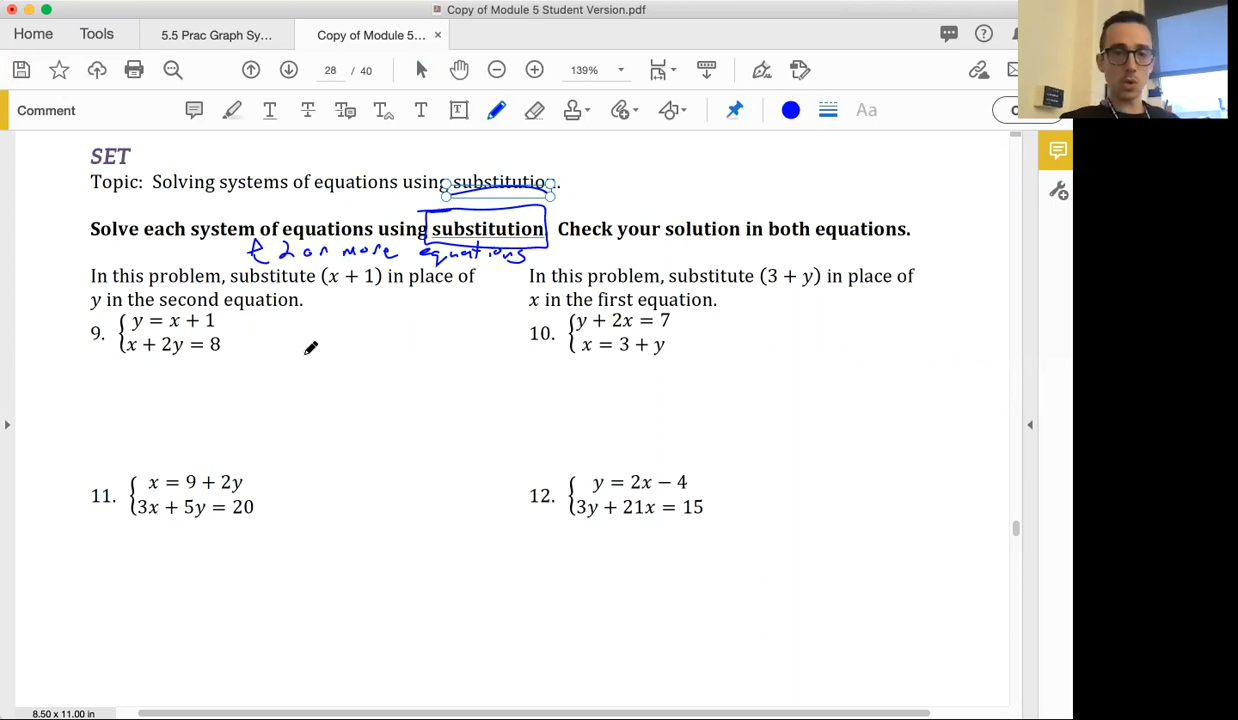 Copy of Module 5 Student Version.pdf
Home Tools 5.5 Prac Graph Sy... Copy of Module 5... ×
28 / 40 139%
Comment Aa
SET
Topic: Solving systems of equations using substitution.
Solve each system of equations using substitution Check your solution in both equations.
2 or more equations
In this problem, substitute (x + 1) in place of
y in the second equation.
9. { y = x + 1
x + 2y = 8
In this problem, substitute (3 + y) in place of
x in the first equation.
10. { y + 2x = 7
x = 3 + y
11. { x = 9 + 2y
3x + 5y = 20
12. { y = 2x − 4
3y + 21x = 15
8.50 x 11.00 in